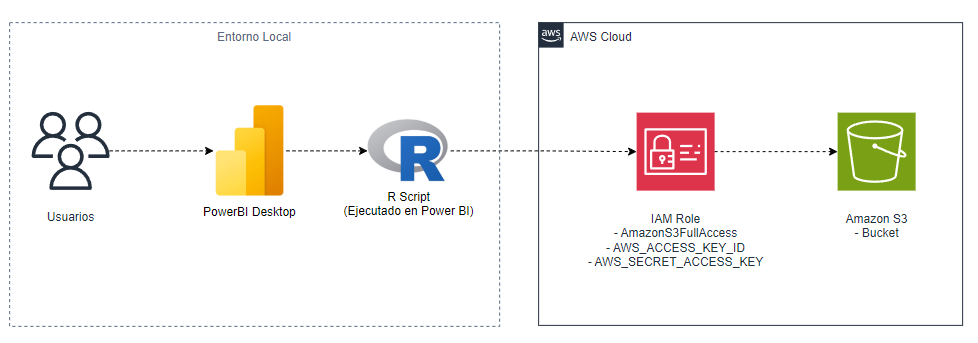 Entorno Local
aws
AWS Cloud
R
Usuarios
PowerBI Desktop
R Script
(Ejecutado en Power BI)
IAM Role
- AmazonS3FullAccess
- AWS_ACCESS_KEY_ID
- AWS_SECRET_ACCESS_KEY
Amazon S3
- Bucket